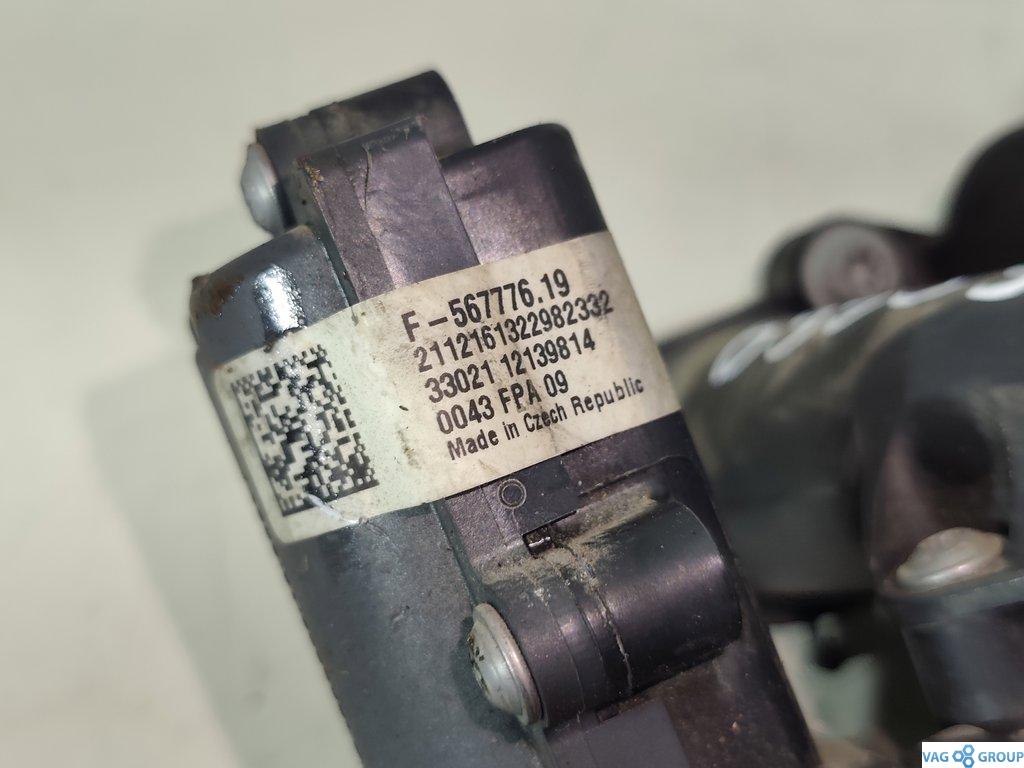 F-567776.19
2112161322982332
33021 12139814
0043 FPA 09
Made in Czech Republic
VAG GROUP